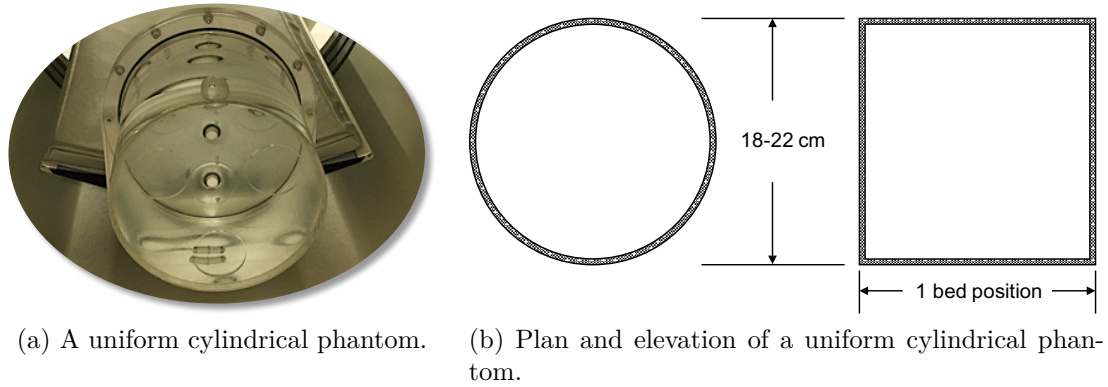 18-22 cm
1 bed position
(a) A uniform cylindrical phantom.
(b) Plan and elevation of a uniform cylindrical phan-
tom.